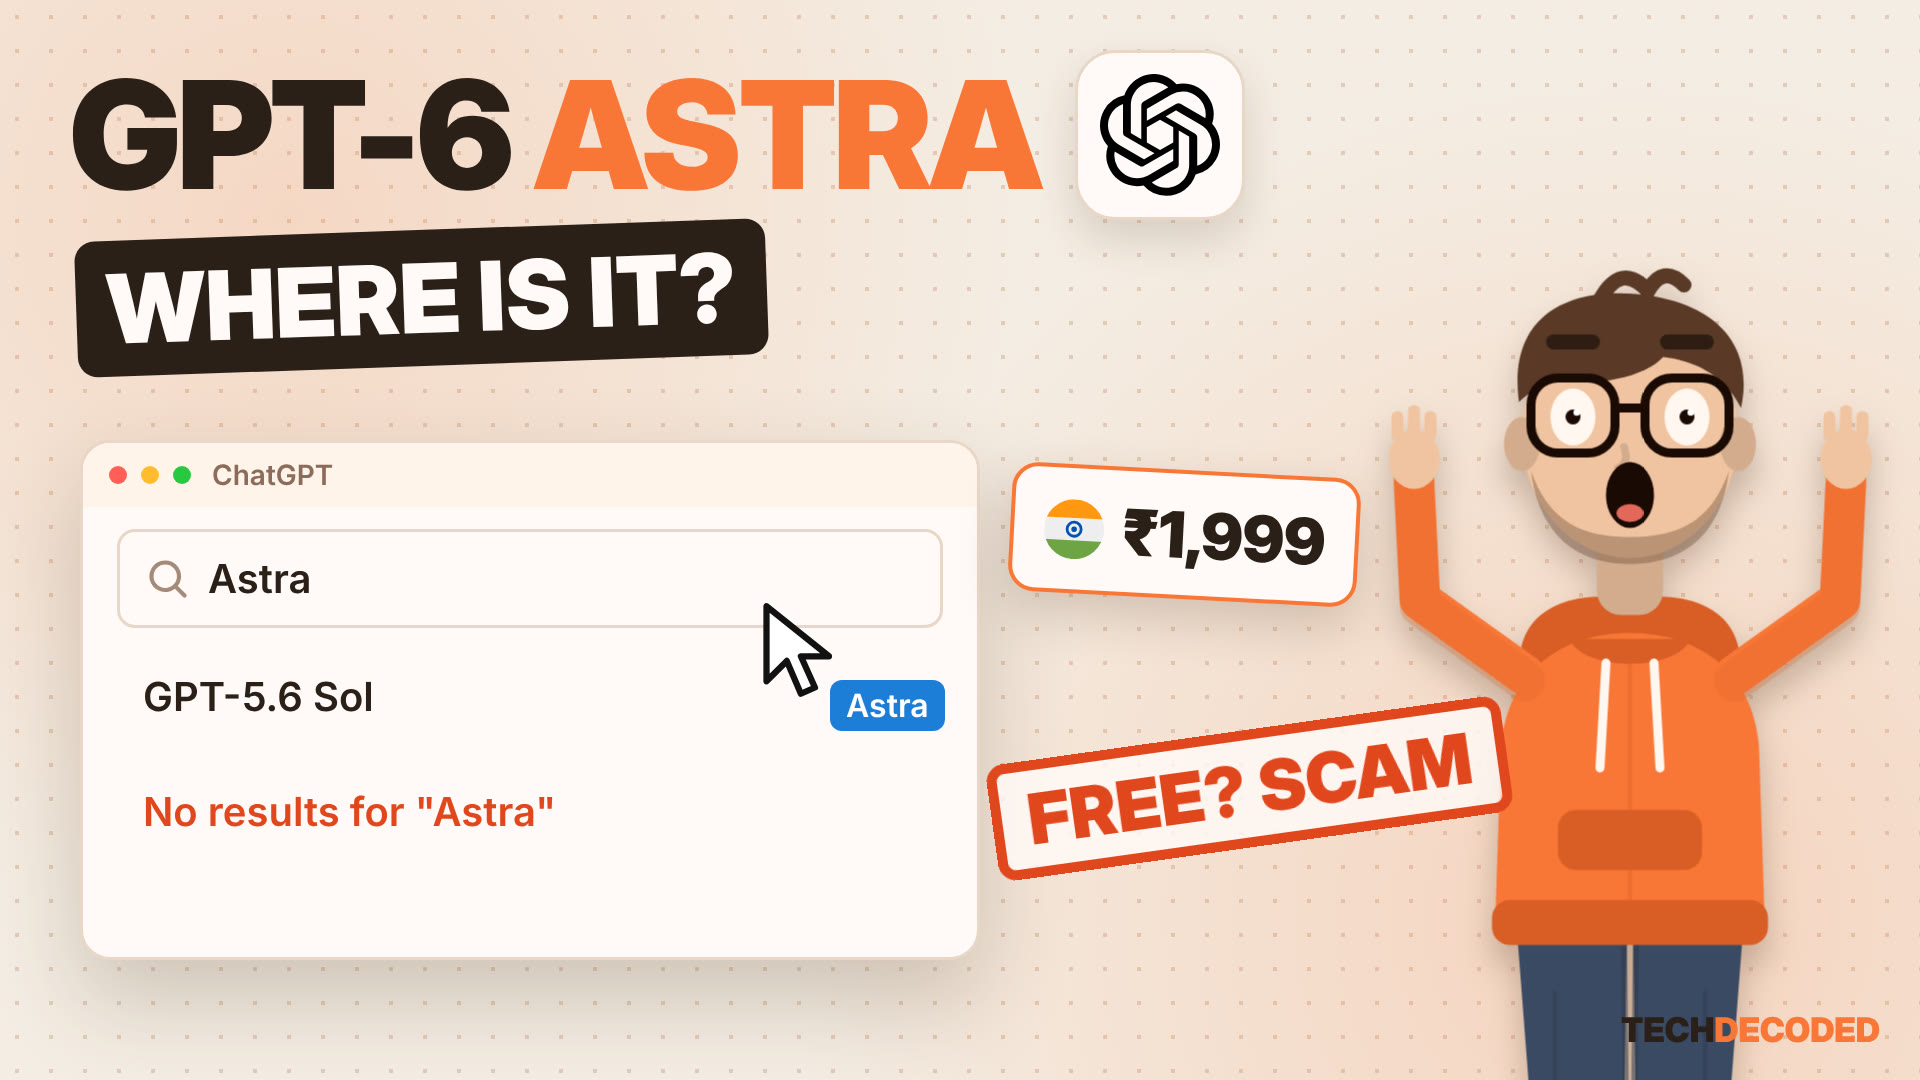 GPT-6 ASTRA
WHERE IS IT?
ChatGPT
Astra
GPT-5.6 Sol
Astra
No results for "Astra"
₹1,999
FREE? SCAM
TECHDECODED